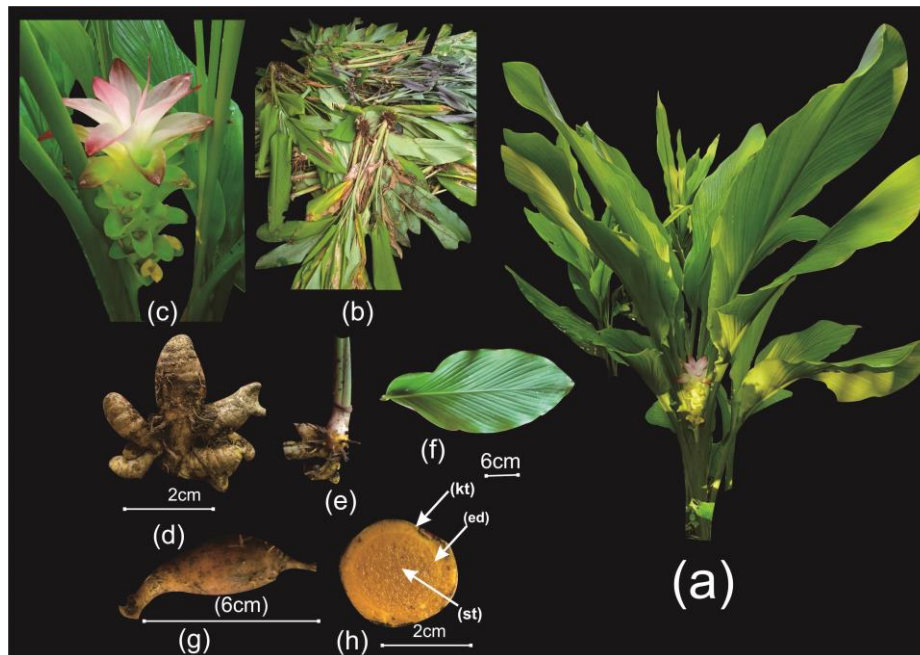 (c)
(b)
(a)
(d)
2cm
(e)
(f)
6cm
(g)
(6cm)
(h)
2cm
(kt)
(ed)
(st)